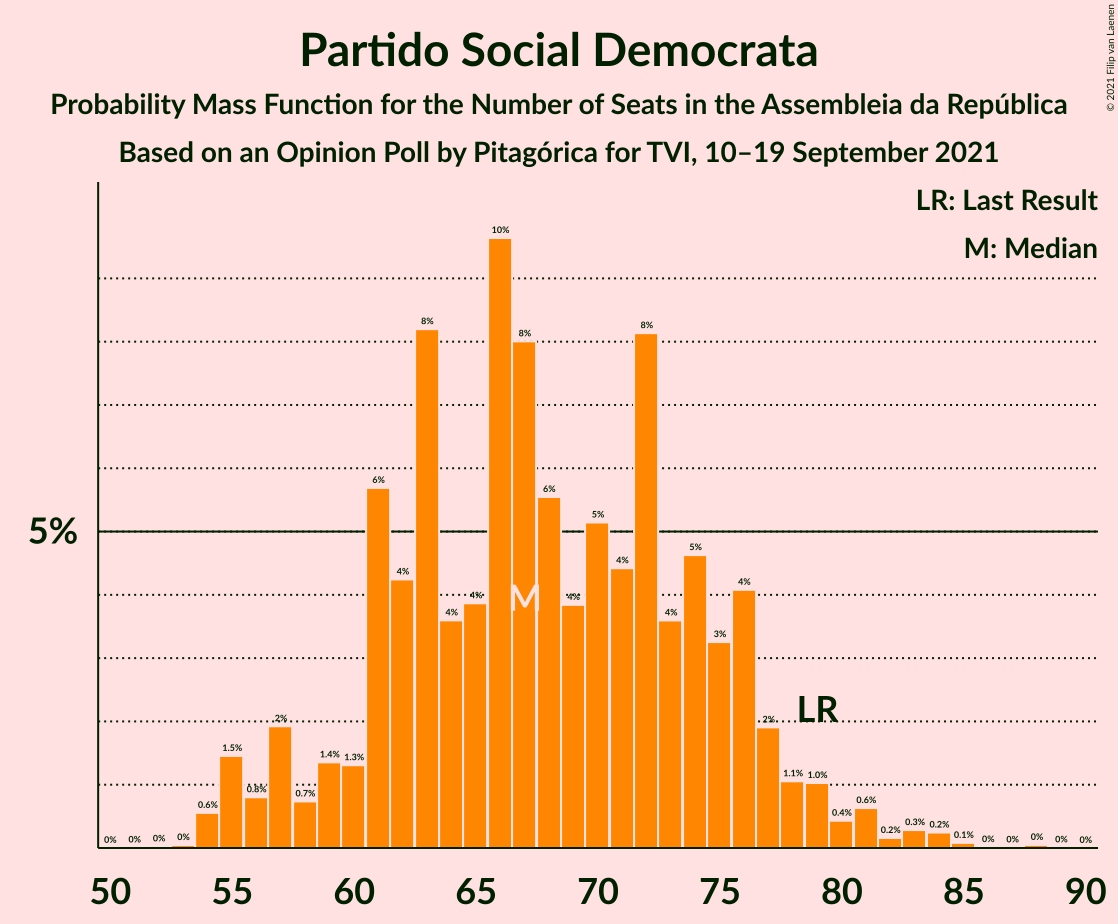 Partido Social Democrata
Probability Mass Function for the Number of Seats in the Assembleia da República
Based on an Opinion Poll by Pitagórica for TVI, 10–19 September 2021
© 2021 Filip van Laenen
LR: Last Result
M: Median
5%
0% 0% 0% 0% 0.6% 1.5% 0.8% 2% 0.7% 1.4% 1.3% 6% 4% 8% 4% 4% 10% 8% 6% 4% 5% 4% 8% 4% 5% 3% 4% 2% 1.1% 1.0% 0.4% 0.6% 0.2% 0.3% 0.2% 0.1% 0% 0% 0% 0% 0%
M
LR
50 55 60 65 70 75 80 85 90